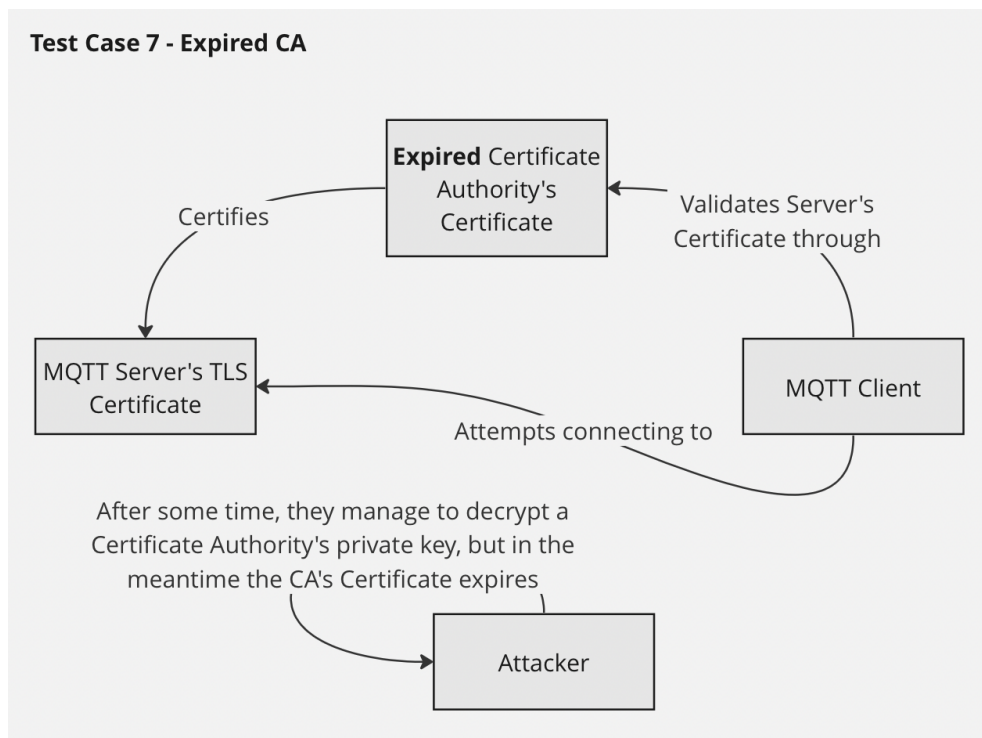 Test Case 7 - Expired CA
Expired Certificate
Authority's
Certificate
Certifies
Validates Server's
Certificate through
MQTT Server's TLS
Certificate
MQTT Client
Attempts connecting to
After some time, they manage to decrypt a
Certificate Authority's private key, but in the
meantime the CA's Certificate expires
Attacker